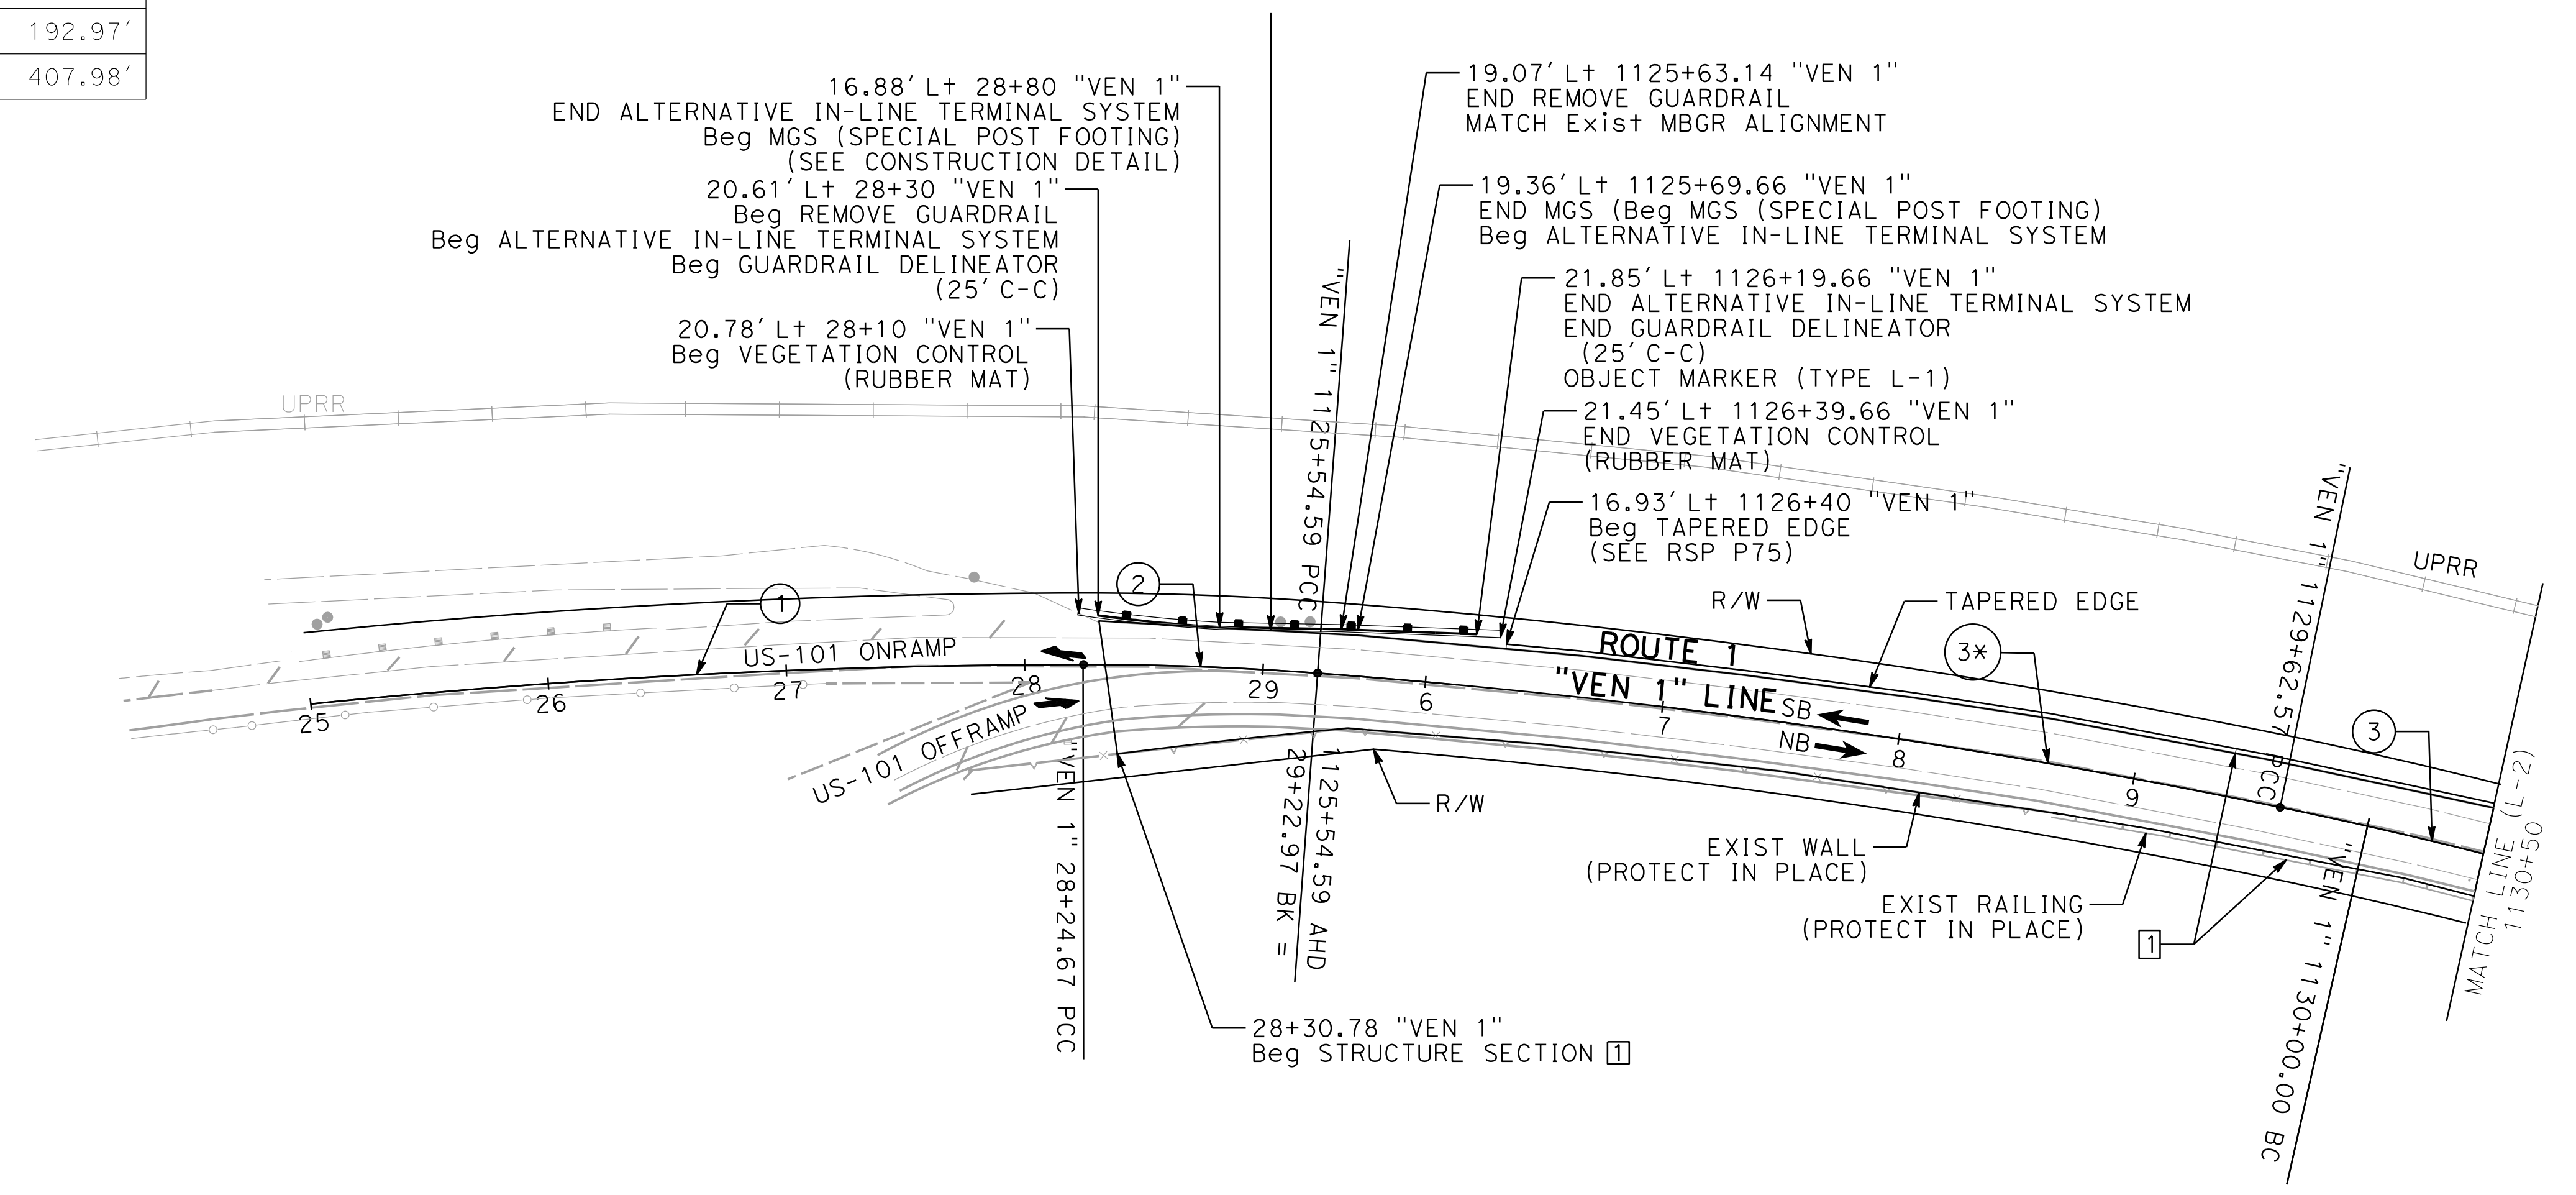 192.97'
407.98'
16.88' Lt 28+80 "VEN 1"
END ALTERNATIVE IN-LINE TERMINAL SYSTEM
Beg MGS (SPECIAL POST FOOTING)
(SEE CONSTRUCTION DETAIL)
20.61' Lt 28+30 "VEN 1"
Beg REMOVE GUARDRAIL
Beg ALTERNATIVE IN-LINE TERMINAL SYSTEM
Beg GUARDRAIL DELINEATOR
(25' C-C)
20.78' Lt 28+10 "VEN 1"
Beg VEGETATION CONTROL
(RUBBER MAT)
19.07' Lt 1125+63.14 "VEN 1"
END REMOVE GUARDRAIL
MATCH Exist MBGR ALIGNMENT
19.36' Lt 1125+69.66 "VEN 1"
END MGS (Beg MGS (SPECIAL POST FOOTING)
Beg ALTERNATIVE IN-LINE TERMINAL SYSTEM
21.85' Lt 1126+19.66 "VEN 1"
END ALTERNATIVE IN-LINE TERMINAL SYSTEM
END GUARDRAIL DELINEATOR
(25' C-C)
OBJECT MARKER (TYPE L-1)
21.45' Lt 1126+39.66 "VEN 1"
END VEGETATION CONTROL
(RUBBER MAT)
16.93' Lt 1126+40 "VEN 1"
Beg TAPERED EDGE
(SEE RSP P75)
UPRR
"VEN 1" 1125+54.59 PCC
"VEN 1" 1129+62.57 PCC
UPRR
R/W
TAPERED EDGE
1
2
3*
3
ROUTE 1
"VEN 1" LINE
SB
NB
US-101 ONRAMP
US-101 OFFRAMP
25
26
27
28
29
6
7
8
9
"VEN 1" 28+24.67 PCC
29+22.97 BK =
1125+54.59 AHD
R/W
EXIST WALL
(PROTECT IN PLACE)
EXIST RAILING
(PROTECT IN PLACE)
1
"VEN 1" 1130+00.00 BC
MATCH LINE (L-2)
1130+50
28+30.78 "VEN 1"
Beg STRUCTURE SECTION 1